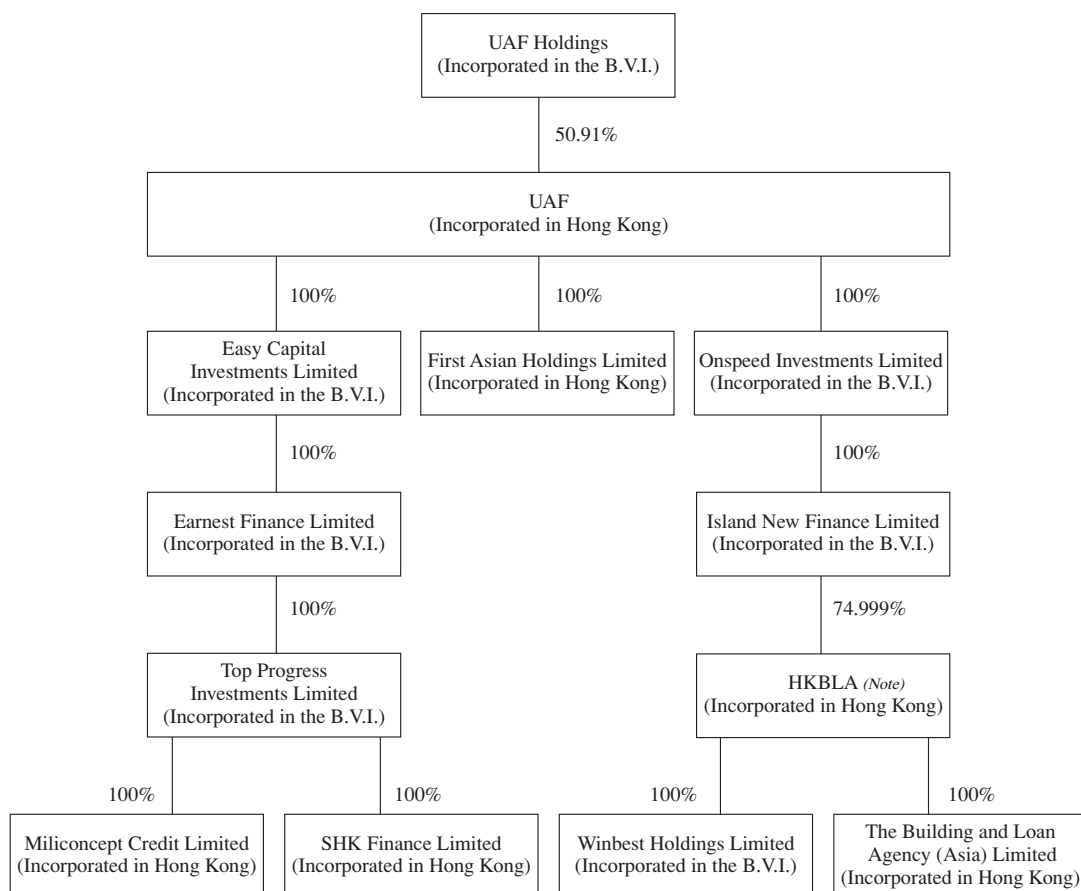 UAF Holdings
(Incorporated in the B.V.I.)
50.91%
UAF
(Incorporated in Hong Kong)
100%
100%
100%
Easy Capital
Investments Limited
(Incorporated in the B.V.I.)
First Asian Holdings Limited
(Incorporated in Hong Kong)
Onspeed Investments Limited
(Incorporated in the B.V.I.)
100%
100%
Earnest Finance Limited
(Incorporated in the B.V.I.)
Island New Finance Limited
(Incorporated in the B.V.I.)
100%
74.999%
Top Progress
Investments Limited
(Incorporated in the B.V.I.)
HKBLA (Note)
(Incorporated in Hong Kong)
100%
100%
100%
100%
Miliconcept Credit Limited
(Incorporated in Hong Kong)
SHK Finance Limited
(Incorporated in Hong Kong)
Winbest Holdings Limited
(Incorporated in the B.V.I.)
The Building and Loan
Agency (Asia) Limited
(Incorporated in Hong Kong)